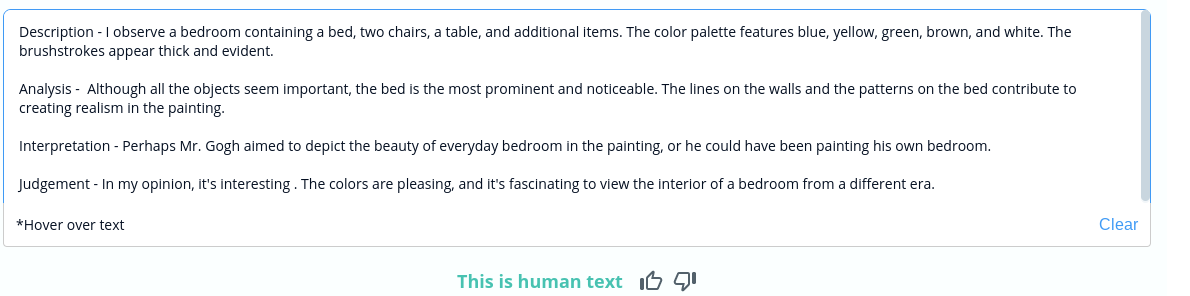 Description - I observe a bedroom containing a bed, two chairs, a table, and additional items. The color palette features blue, yellow, green, brown, and white. The
brushstrokes appear thick and evident.
Analysis -  Although all the objects seem important, the bed is the most prominent and noticeable. The lines on the walls and the patterns on the bed contribute to
creating realism in the painting.
Interpretation - Perhaps Mr. Gogh aimed to depict the beauty of everyday bedroom in the painting, or he could have been painting his own bedroom.
Judgement - In my opinion, it's interesting . The colors are pleasing, and it's fascinating to view the interior of a bedroom from a different era.
*Hover over text
Clear
This is human text